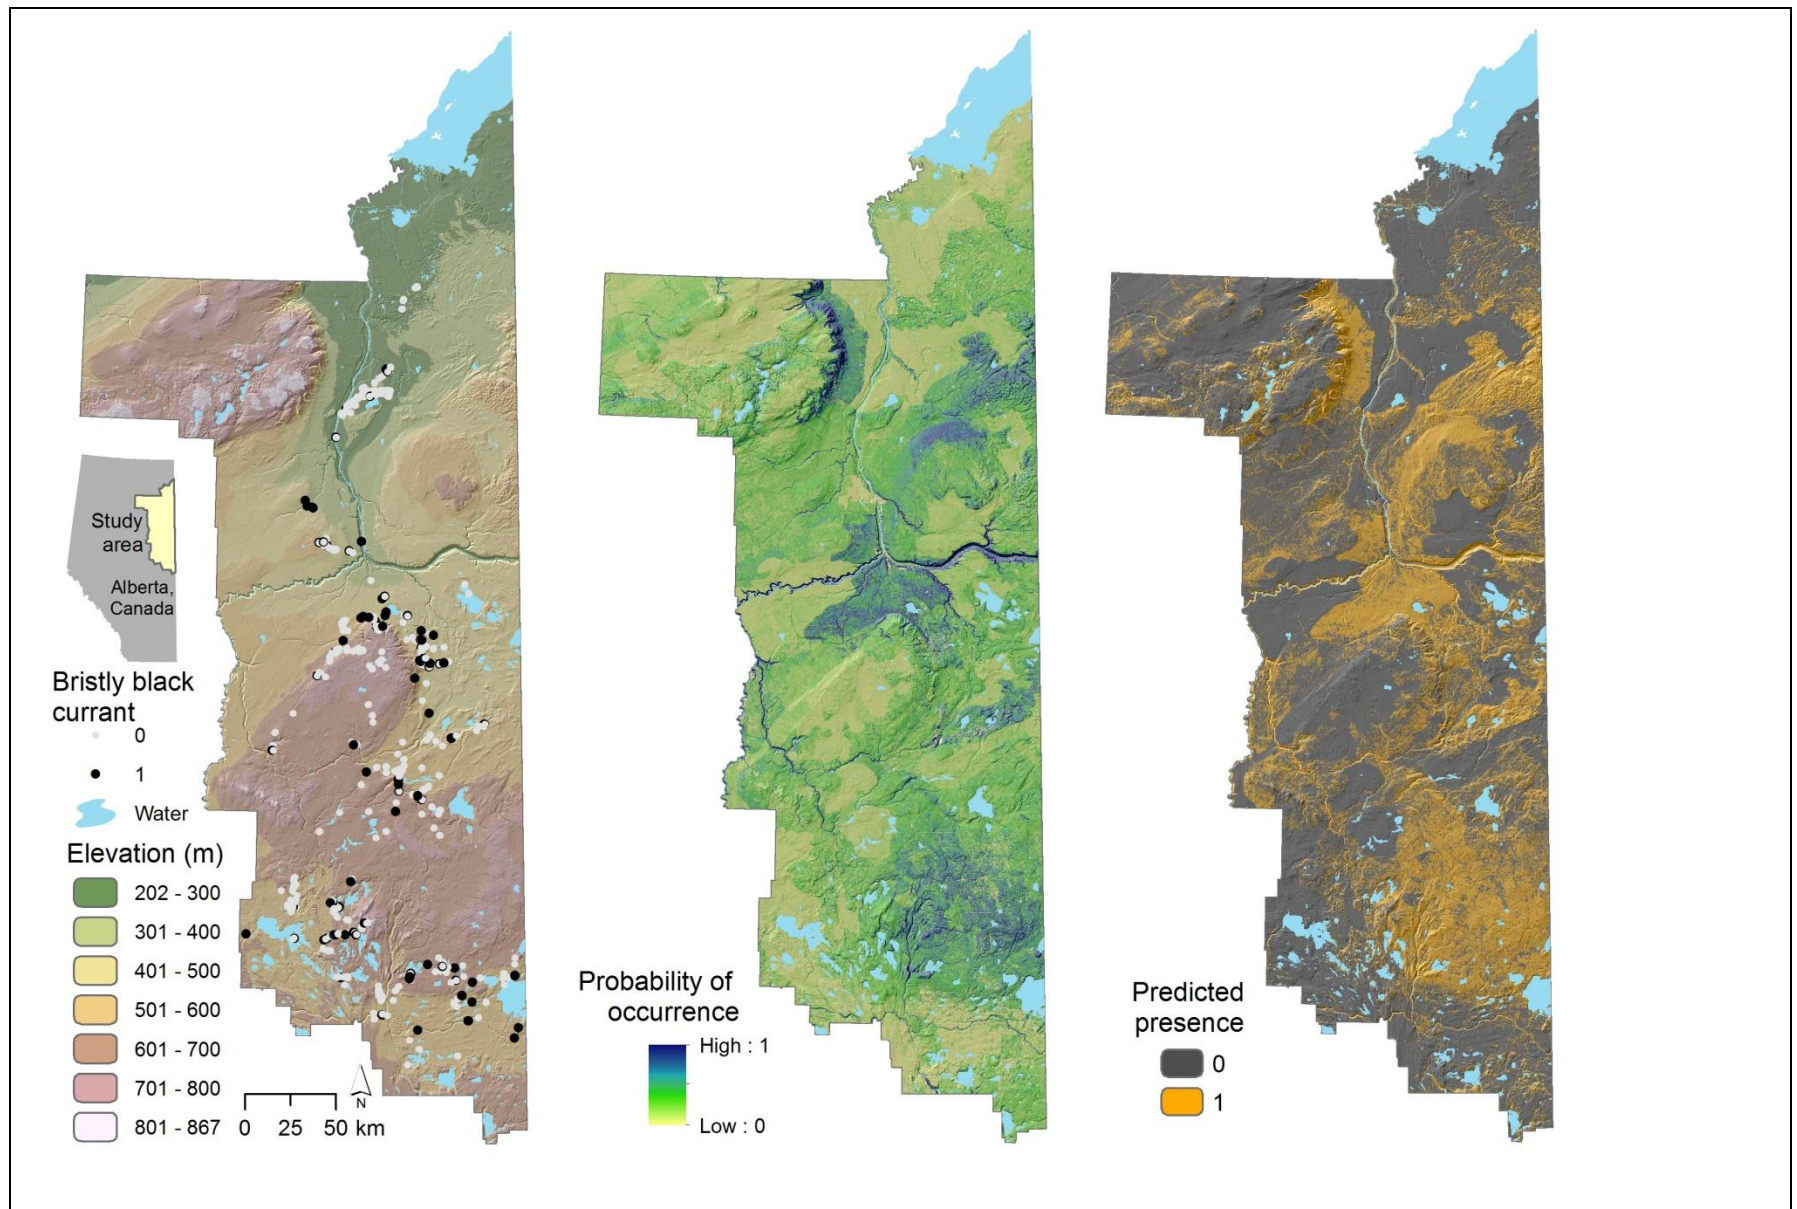 Study
area
Alberta,
Canada
Bristly black
currant
0
1
Water
Elevation (m)
202 - 300
301 - 400
401 - 500
501 - 600
601 - 700
701 - 800
801 - 867
N
0 25 50 km
Probability of
occurrence
High : 1
Low : 0
Predicted
presence
0
1